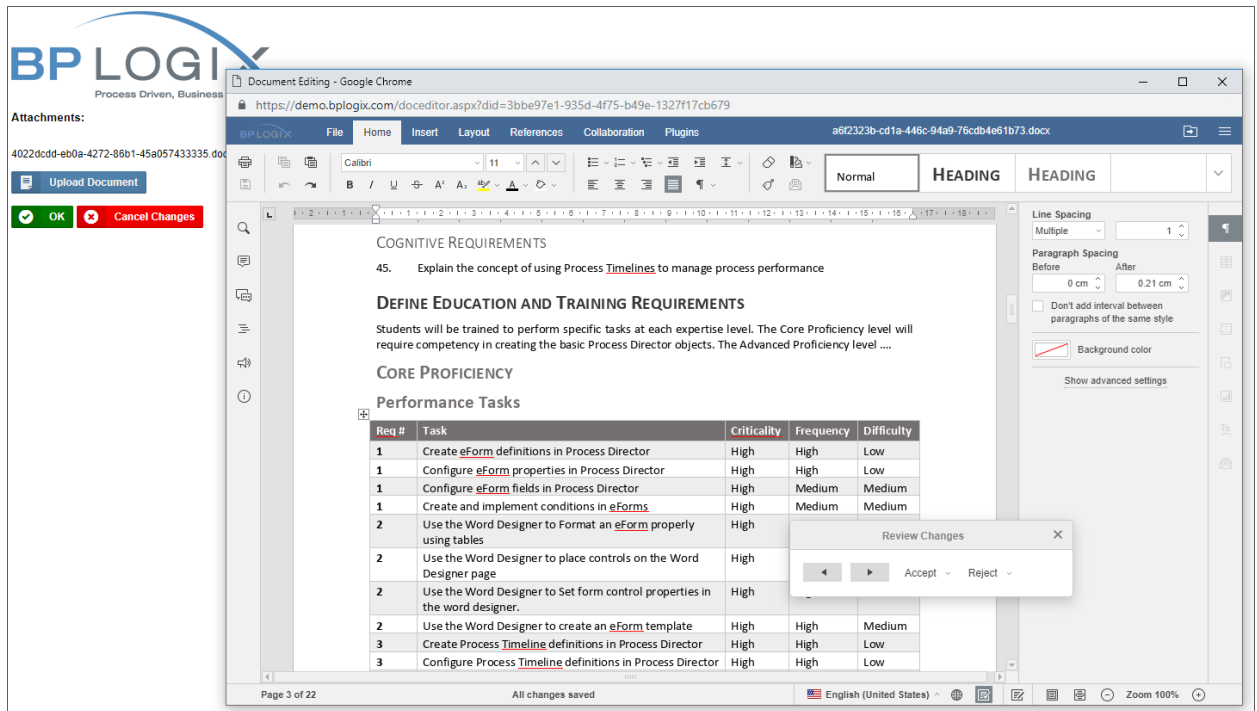 BP LOGIX
Process Driven, Business
Attachments:
4022dcdd-eb0a-4272-86b1-45a057433335.doc
Upload Document
OK
Cancel Changes
Document Editing - Google Chrome
https://demo.bplogix.com/doceditor.aspx?did=3bbe97e1-935d-4f75-b49e-1327f17cb679
BPLOGIX File Home Insert Layout References Collaboration Plugins a6f2323b-cd1a-446c-94a9-76cdb4e61b73.docx
Calibri 11
Normal HEADING HEADING
COGNITIVE REQUIREMENTS
45. Explain the concept of using Process Timelines to manage process performance
DEFINE EDUCATION AND TRAINING REQUIREMENTS
Students will be trained to perform specific tasks at each expertise level. The Core Proficiency level will
require competency in creating the basic Process Director objects. The Advanced Proficiency level ....
CORE PROFICIENCY
Performance Tasks
Req # Task Criticality Frequency Difficulty
1 Create eForm definitions in Process Director High High Low
1 Configure eForm properties in Process Director High High Low
1 Configure eForm fields in Process Director High Medium Medium
1 Create and implement conditions in eForms High Medium Medium
2 Use the Word Designer to Format an eForm properly High
using tables
2 Use the Word Designer to place controls on the Word High
Designer page
2 Use the Word Designer to Set form control properties in High
the word designer.
2 Use the Word Designer to create an eForm template High High Medium
3 Create Process Timeline definitions in Process Director High High Low
3 Configure Process Timeline definitions in Process Director High High Low
Review Changes
Accept Reject
Line Spacing
Multiple 1
Paragraph Spacing
Before After
0 cm 0.21 cm
Don't add interval between
paragraphs of the same style
Background color
Show advanced settings
Page 3 of 22 All changes saved English (United States) Zoom 100%